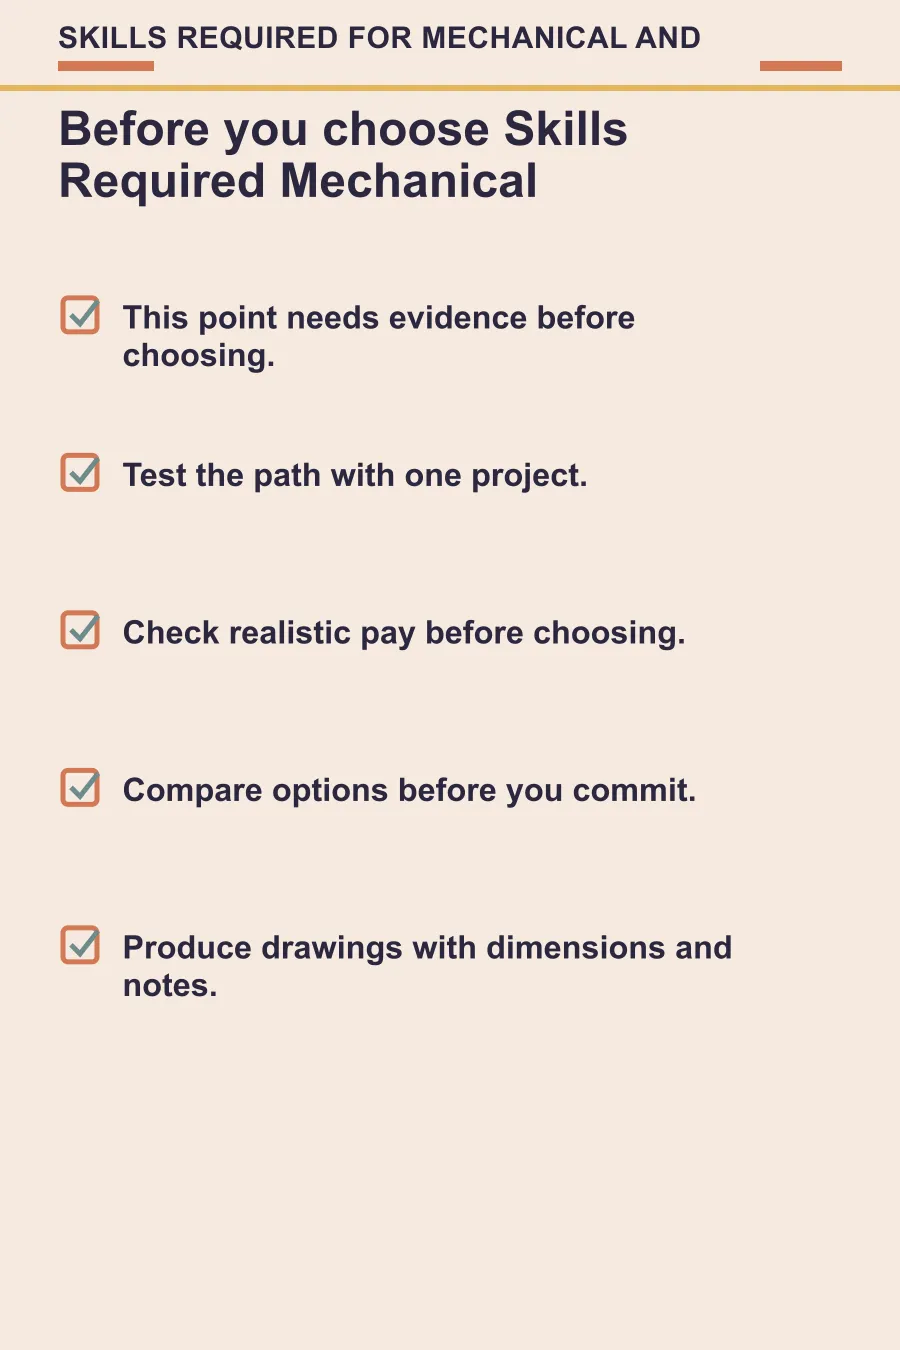 SKILLS REQUIRED FOR MECHANICAL AND
Before you choose Skills
Required Mechanical
This point needs evidence before
choosing.
Test the path with one project.
Check realistic pay before choosing.
Compare options before you commit.
Produce drawings with dimensions and
notes.